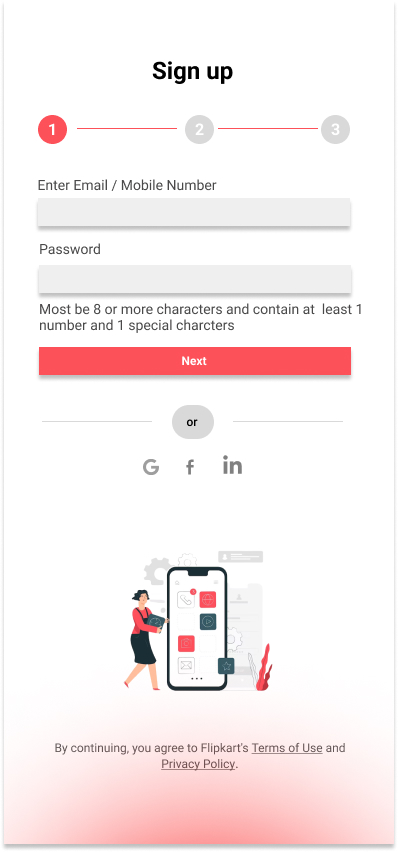 Sign up
1 2 3
Enter Email / Mobile Number
Password
Most be 8 or more characters and contain at  least 1
number and 1 special charcters
Next
or
G f in
By continuing, you agree to Flipkart's Terms of Use and
Privacy Policy.